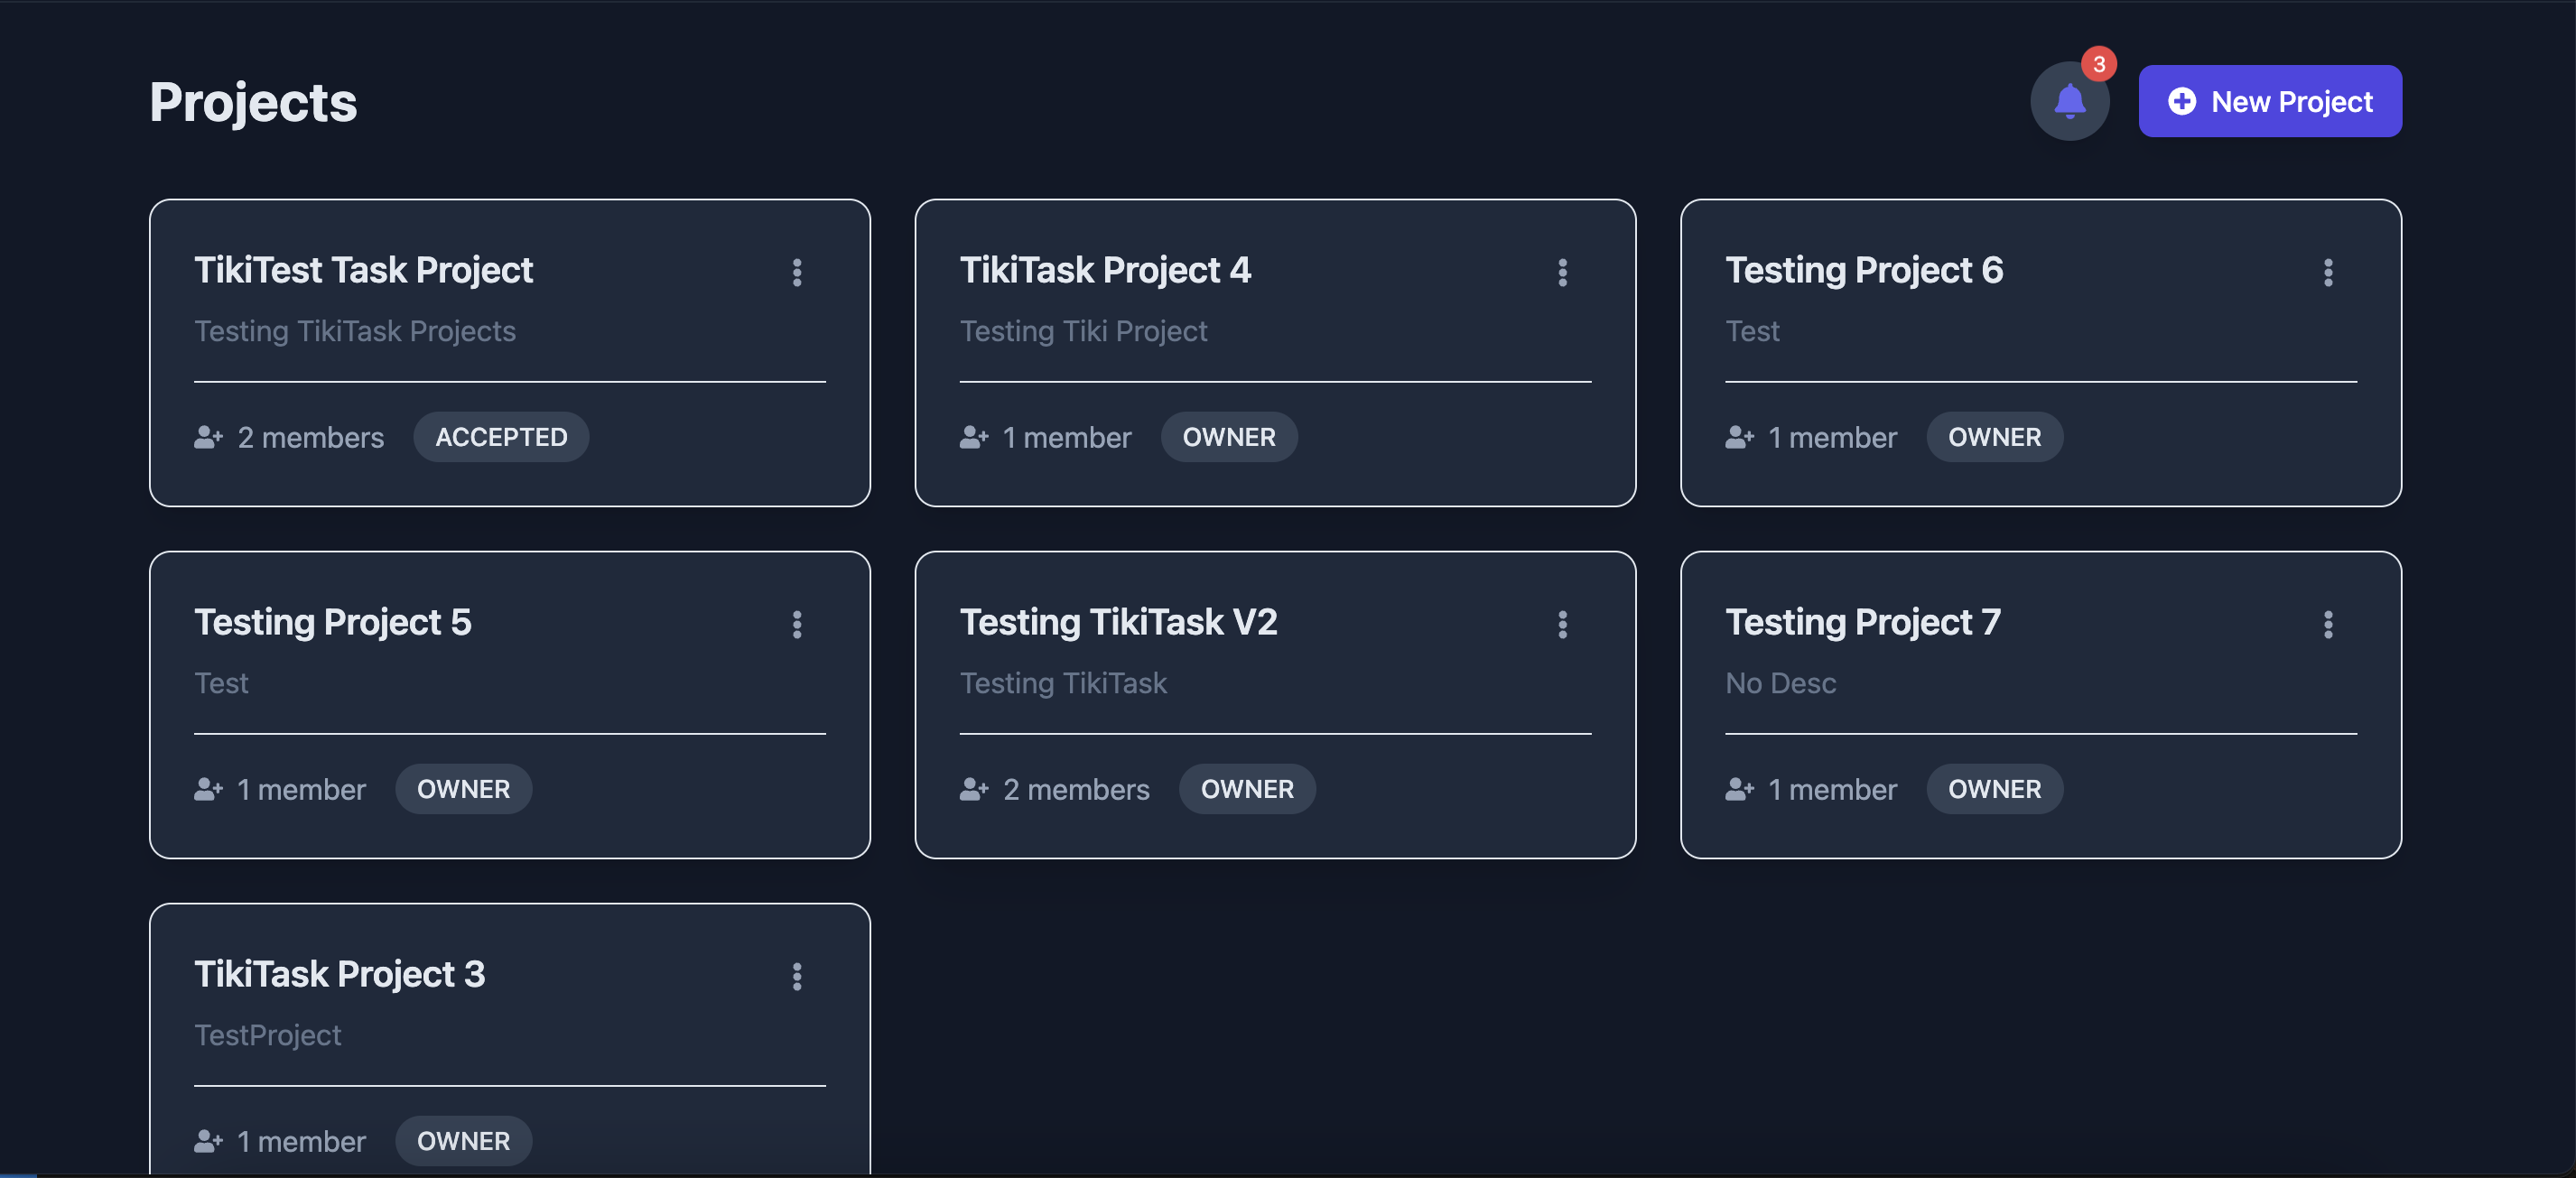 Projects
3
New Project
TikiTest Task Project
Testing TikiTask Projects
2 members ACCEPTED
TikiTask Project 4
Testing Tiki Project
1 member OWNER
Testing Project 6
Test
1 member OWNER
Testing Project 5
Test
1 member OWNER
Testing TikiTask V2
Testing TikiTask
2 members OWNER
Testing Project 7
No Desc
1 member OWNER
TikiTask Project 3
TestProject
1 member OWNER